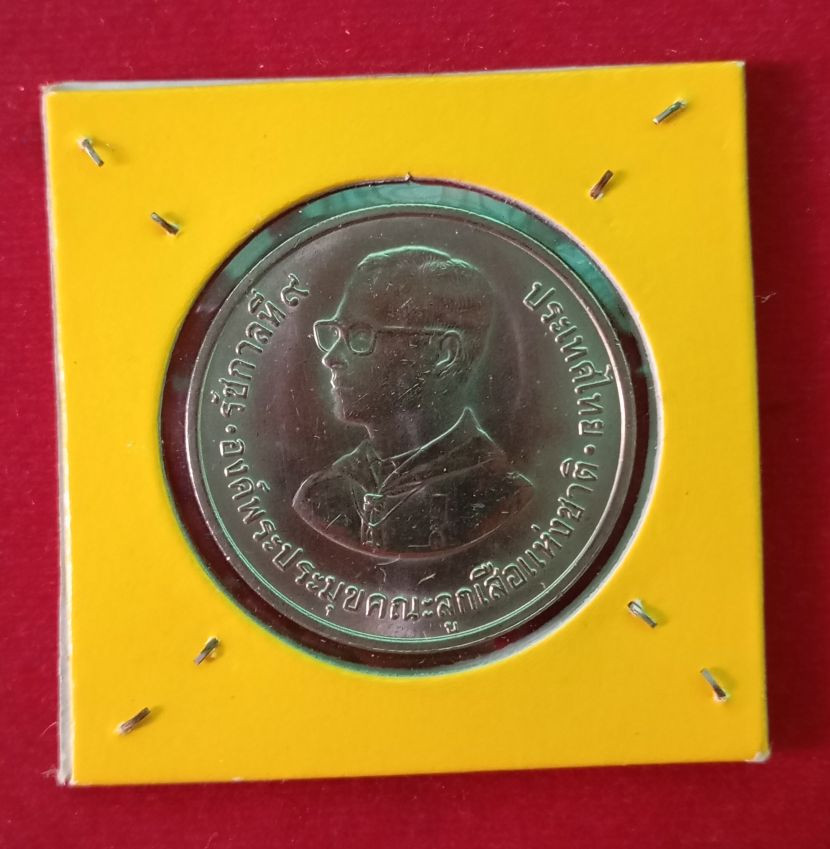 รัชกาลที่ ๙
องค์พระประมุขคณะลูกเสือแห่งชาติ
ประเทศไทย